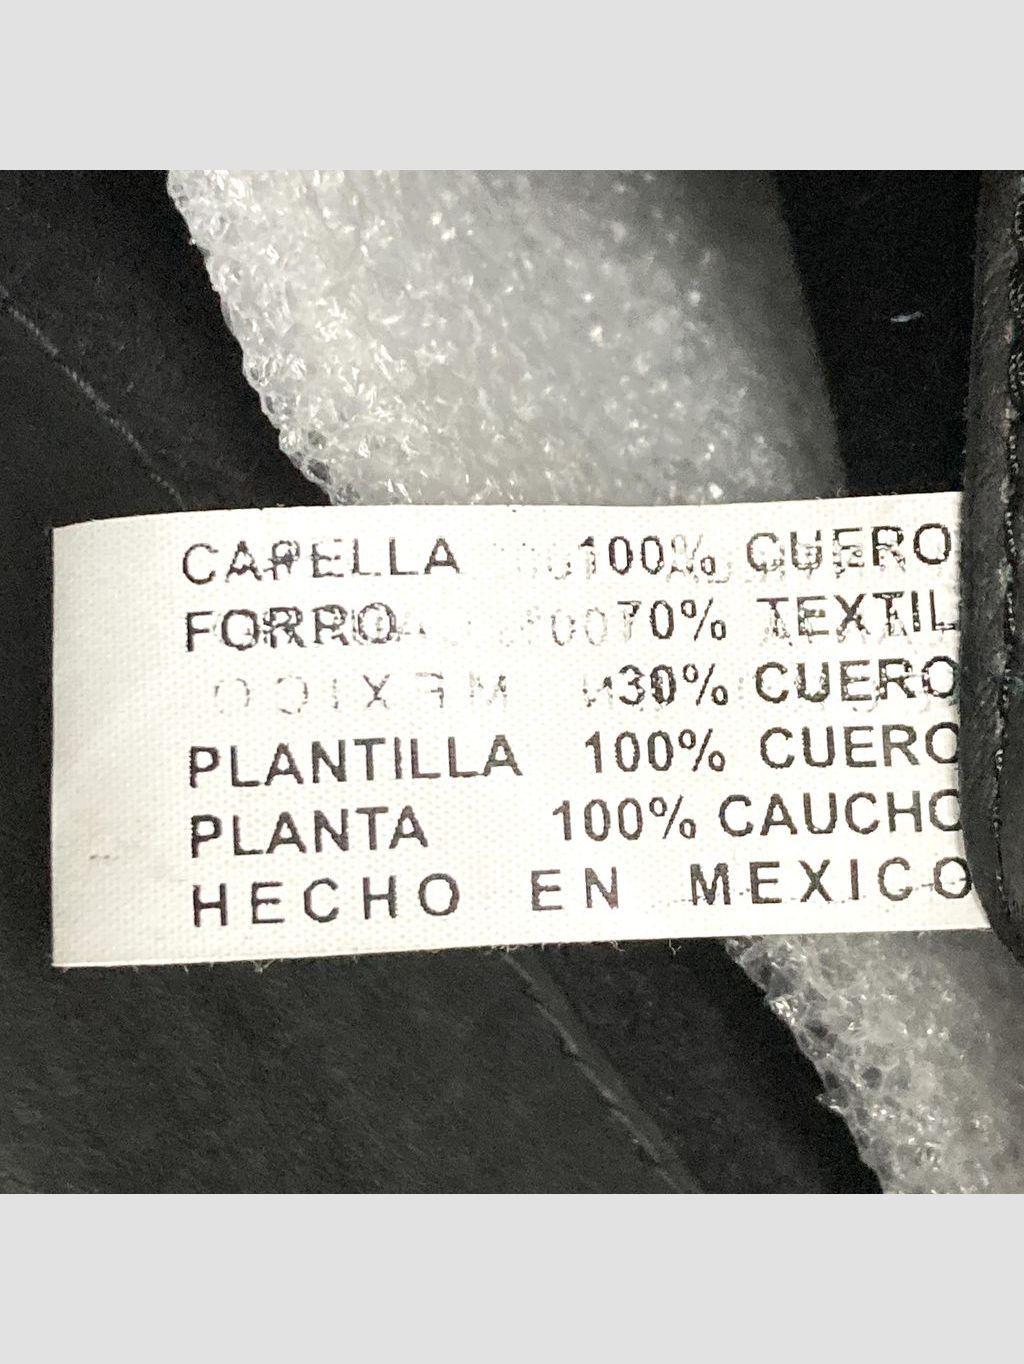 CAPELLA 100% CUERO
FORRO 70% TEXTIL
30% CUERO
PLANTILLA 100% CUERO
PLANTA 100% CAUCHO
HECHO EN MEXICO